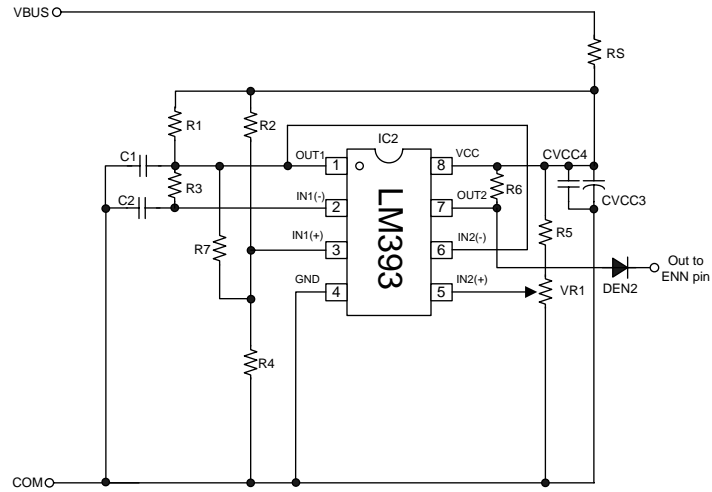 VBUS
RS
R1
R2
IC2
C1
OUT1
1
8
VCC
CVCC4
R3
R6
C2
IN1(-)
2
7
OUT2
CVCC3
LM393
R5
R7
IN1(+)
3
6
IN2(-)
Out to
ENN pin
GND
4
5
IN2(+)
VR1
DEN2
R4
COM